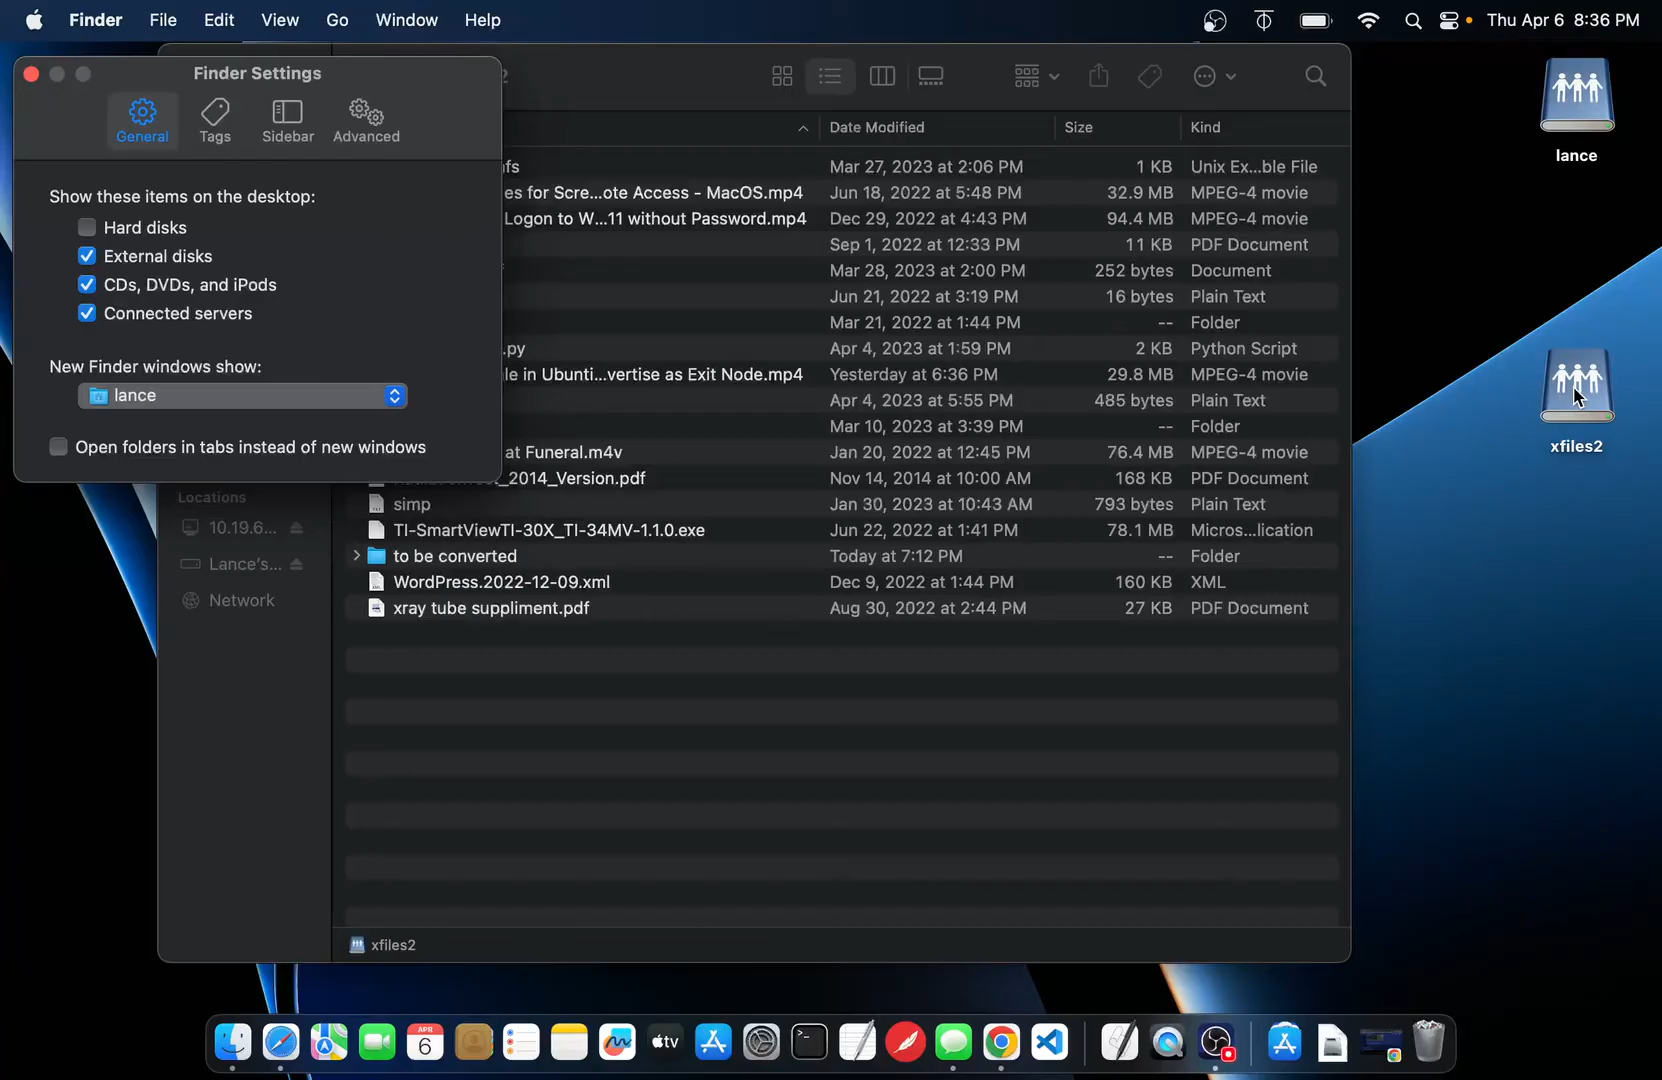 Finder File Edit View Go Window Help Thu Apr 6 8:36 PM
Finder Settings
General Tags Sidebar Advanced
Show these items on the desktop:
Hard disks
External disks
CDs, DVDs, and iPods
Connected servers
New Finder windows show:
lance
Open folders in tabs instead of new windows
2
Date Modified Size Kind
nfs Mar 27, 2023 at 2:06 PM 1 KB Unix Ex...ble File
es for Scre...ote Access - MacOS.mp4 Jun 18, 2022 at 5:48 PM 32.9 MB MPEG-4 movie
Logon to W...11 without Password.mp4 Dec 29, 2022 at 4:43 PM 94.4 MB MPEG-4 movie
Sep 1, 2022 at 12:33 PM 11 KB PDF Document
Mar 28, 2023 at 2:00 PM 252 bytes Document
Jun 21, 2022 at 3:19 PM 16 bytes Plain Text
Mar 21, 2022 at 1:44 PM -- Folder
.py Apr 4, 2023 at 1:59 PM 2 KB Python Script
le in Ubunti...vertise as Exit Node.mp4 Yesterday at 6:36 PM 29.8 MB MPEG-4 movie
Apr 4, 2023 at 5:55 PM 485 bytes Plain Text
Mar 10, 2023 at 3:39 PM -- Folder
at Funeral.m4v Jan 20, 2022 at 12:45 PM 76.4 MB MPEG-4 movie
_2014_Version.pdf Nov 14, 2014 at 10:00 AM 168 KB PDF Document
simp Jan 30, 2023 at 10:43 AM 793 bytes Plain Text
TI-SmartViewTI-30X_TI-34MV-1.1.0.exe Jun 22, 2022 at 1:41 PM 78.1 MB Micros...lication
to be converted Today at 7:12 PM -- Folder
WordPress.2022-12-09.xml Dec 9, 2022 at 1:44 PM 160 KB XML
xray tube suppliment.pdf Aug 30, 2022 at 2:44 PM 27 KB PDF Document
Locations
10.19.6...
Lance's...
Network
xfiles2
lance
xfiles2
APR
6
tv